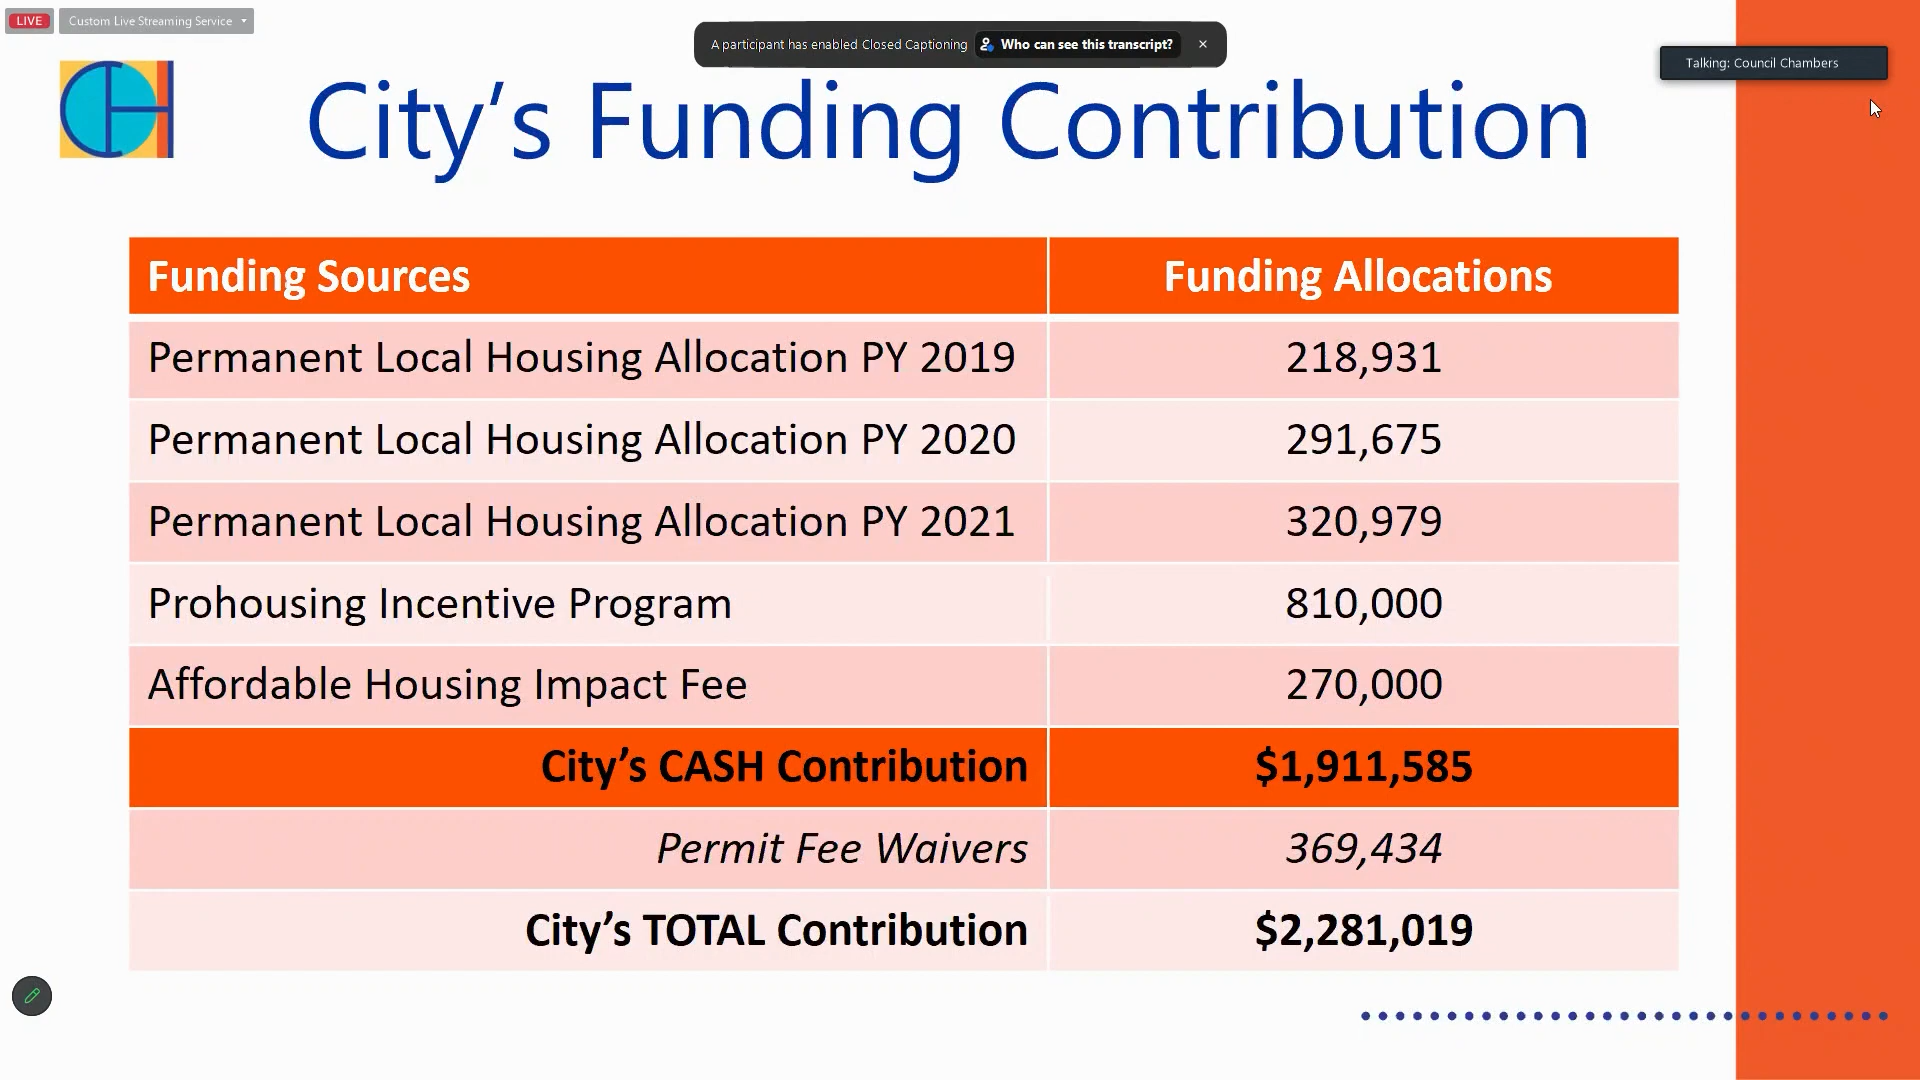 LIVE
Custom Live Streaming Service
A participant has enabled Closed Captioning Who can see this transcript?
Talking: Council Chambers
CH
City's Funding Contribution
Funding Sources Funding Allocations
Permanent Local Housing Allocation PY 2019 218,931
Permanent Local Housing Allocation PY 2020 291,675
Permanent Local Housing Allocation PY 2021 320,979
Prohousing Incentive Program 810,000
Affordable Housing Impact Fee 270,000
City's CASH Contribution $1,911,585
Permit Fee Waivers 369,434
City's TOTAL Contribution $2,281,019